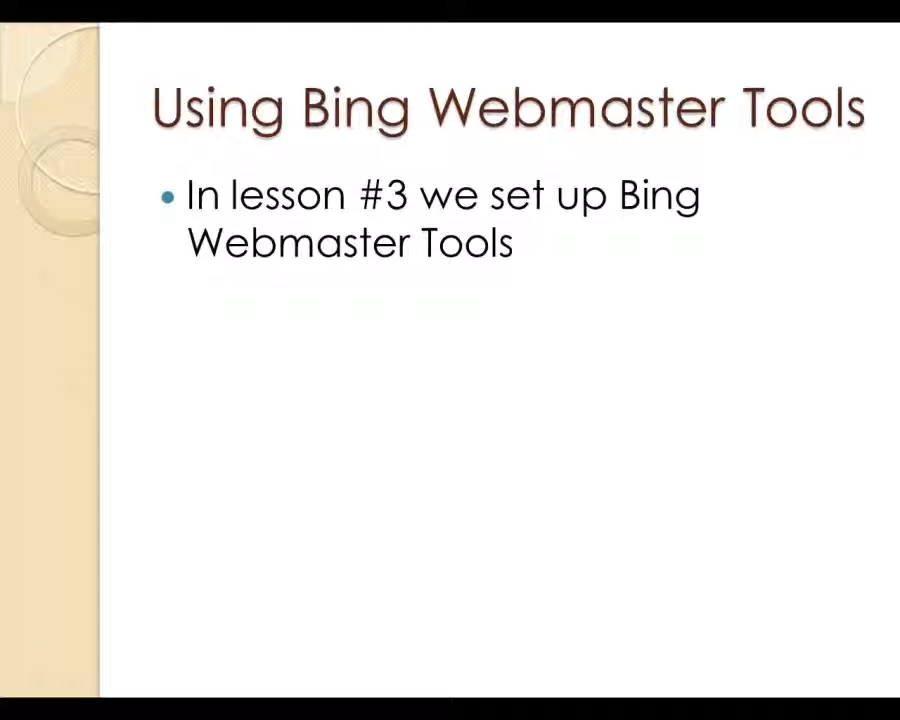 Using Bing Webmaster Tools
• In lesson #3 we set up Bing
Webmaster Tools